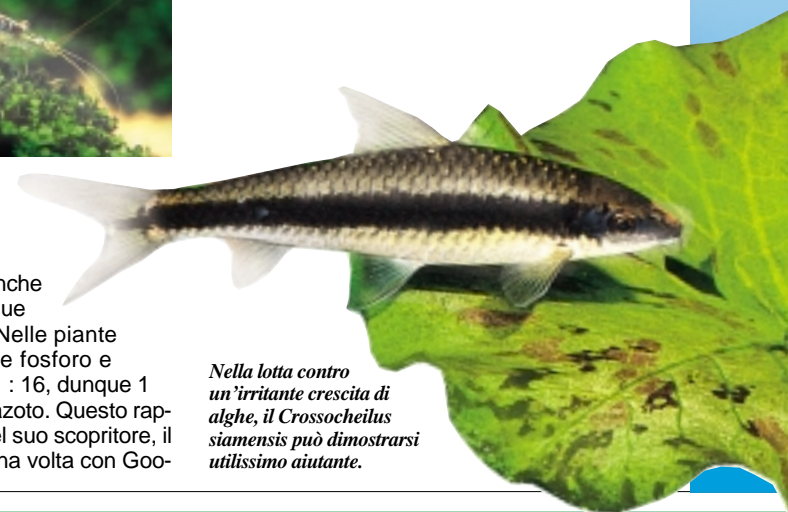 nche
ue
Nelle piante
e fosforo e
: 16, dunque 1
azoto. Questo rap-
el suo scopritore, il
na volta con Goo-
Nella lotta contro
un'irritante crescita di
alghe, il Crossocheilus
siamensis può dimostrarsi
utilissimo aiutante.